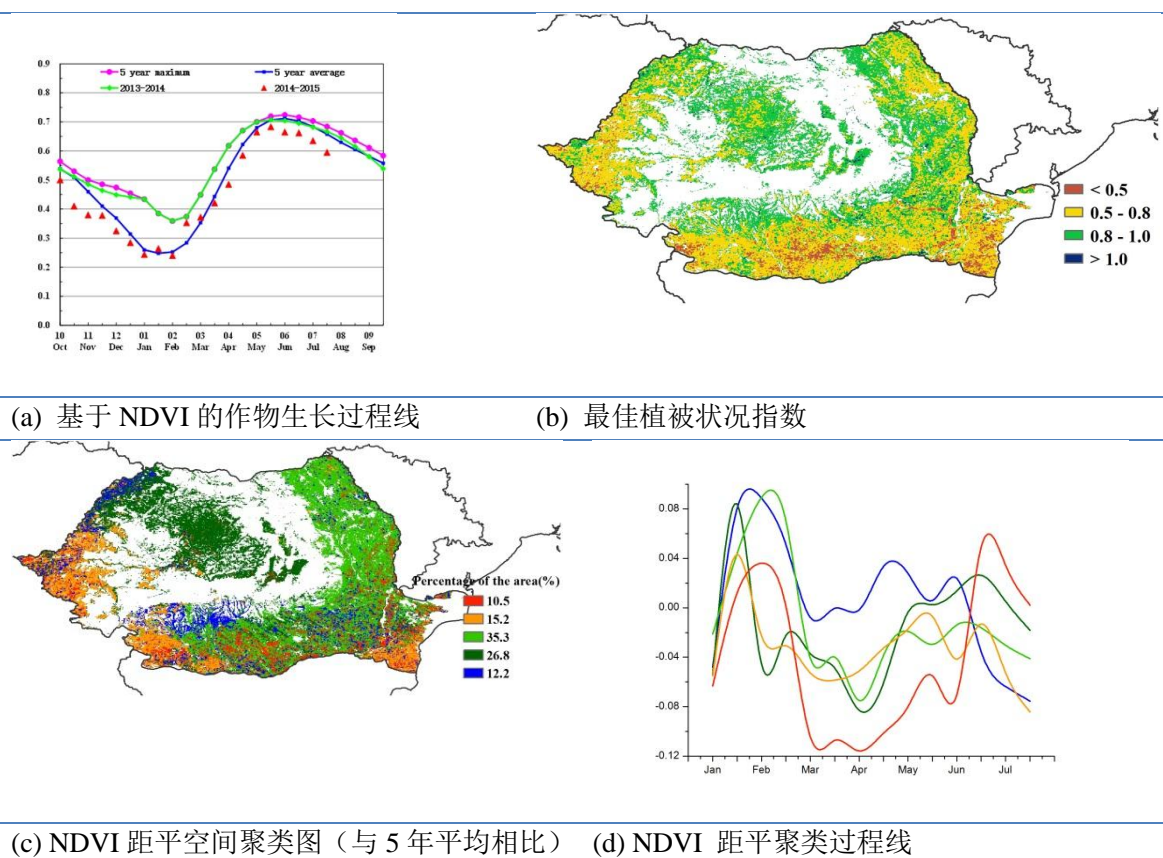 0.9
0.8
0.7
0.6
0.5
0.4
0.3
0.2
0.1
0.0
5 year maximum
5 year average
2013-2014
2014-2015
10 11 12 01 02 03 04 05 06 07 08 09
Oct Nov Dec Jan Feb Mar Apr May Jun Jul Aug Sep
< 0.5
0.5 - 0.8
0.8 - 1.0
> 1.0
(a) 基于 NDVI 的作物生长过程线
(b) 最佳植被状况指数
Percentage of the area(%)
10.5
15.2
35.3
26.8
12.2
0.08
0.04
0.00
-0.04
-0.08
-0.12
Jan Feb Mar Apr May Jun Jul
(c) NDVI 距平空间聚类图（与 5 年平均相比）
(d) NDVI 距平聚类过程线